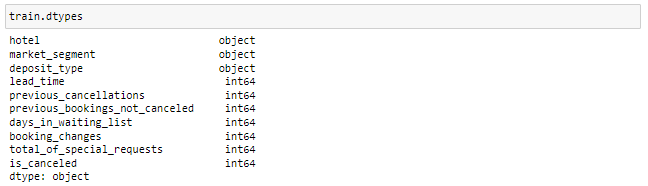 train.dtypes
hotel object
market_segment object
deposit_type object
lead_time int64
previous_cancellations int64
previous_bookings_not_canceled int64
days_in_waiting_list int64
booking_changes int64
total_of_special_requests int64
is_canceled int64
dtype: object